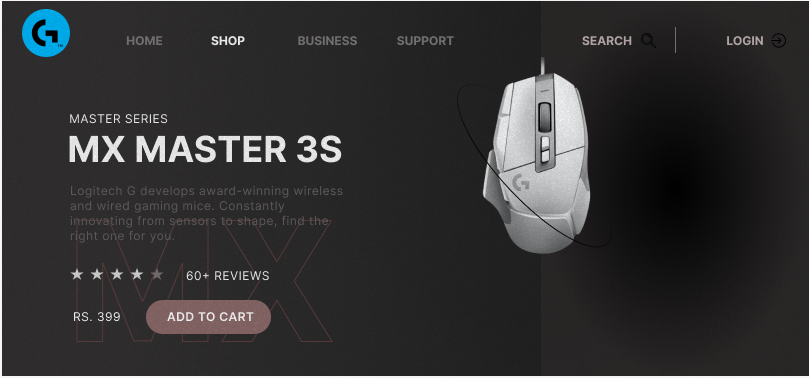 HOME
SHOP
BUSINESS
SUPPORT
SEARCH
LOGIN
MASTER SERIES
MX MASTER 3S
Logitech G develops award-winning wireless
and wired gaming mice. Constantly
innovating from sensors to shape, find the
right one for you.
MX
★ ★ ★ ★ ★ 60+ REVIEWS
RS. 399
ADD TO CART